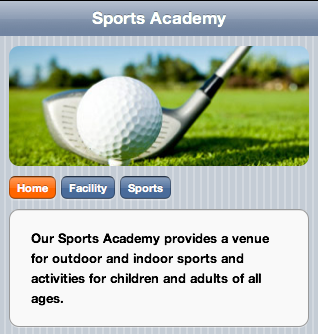 Sports Academy
Home Facility Sports
Our Sports Academy provides a venue
for outdoor and indoor sports and
activities for children and adults of all
ages.